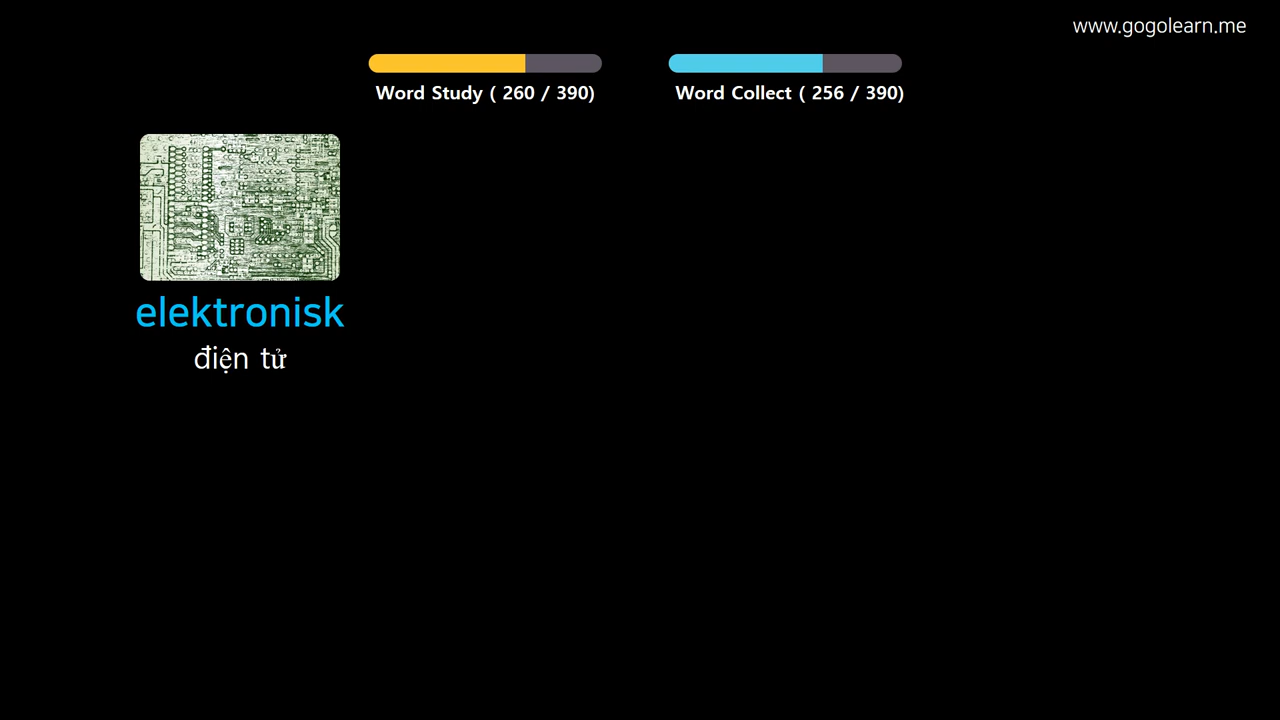 www.gogolearn.me
Word Study ( 260 / 390)
Word Collect ( 256 / 390)
elektronisk
điện tử